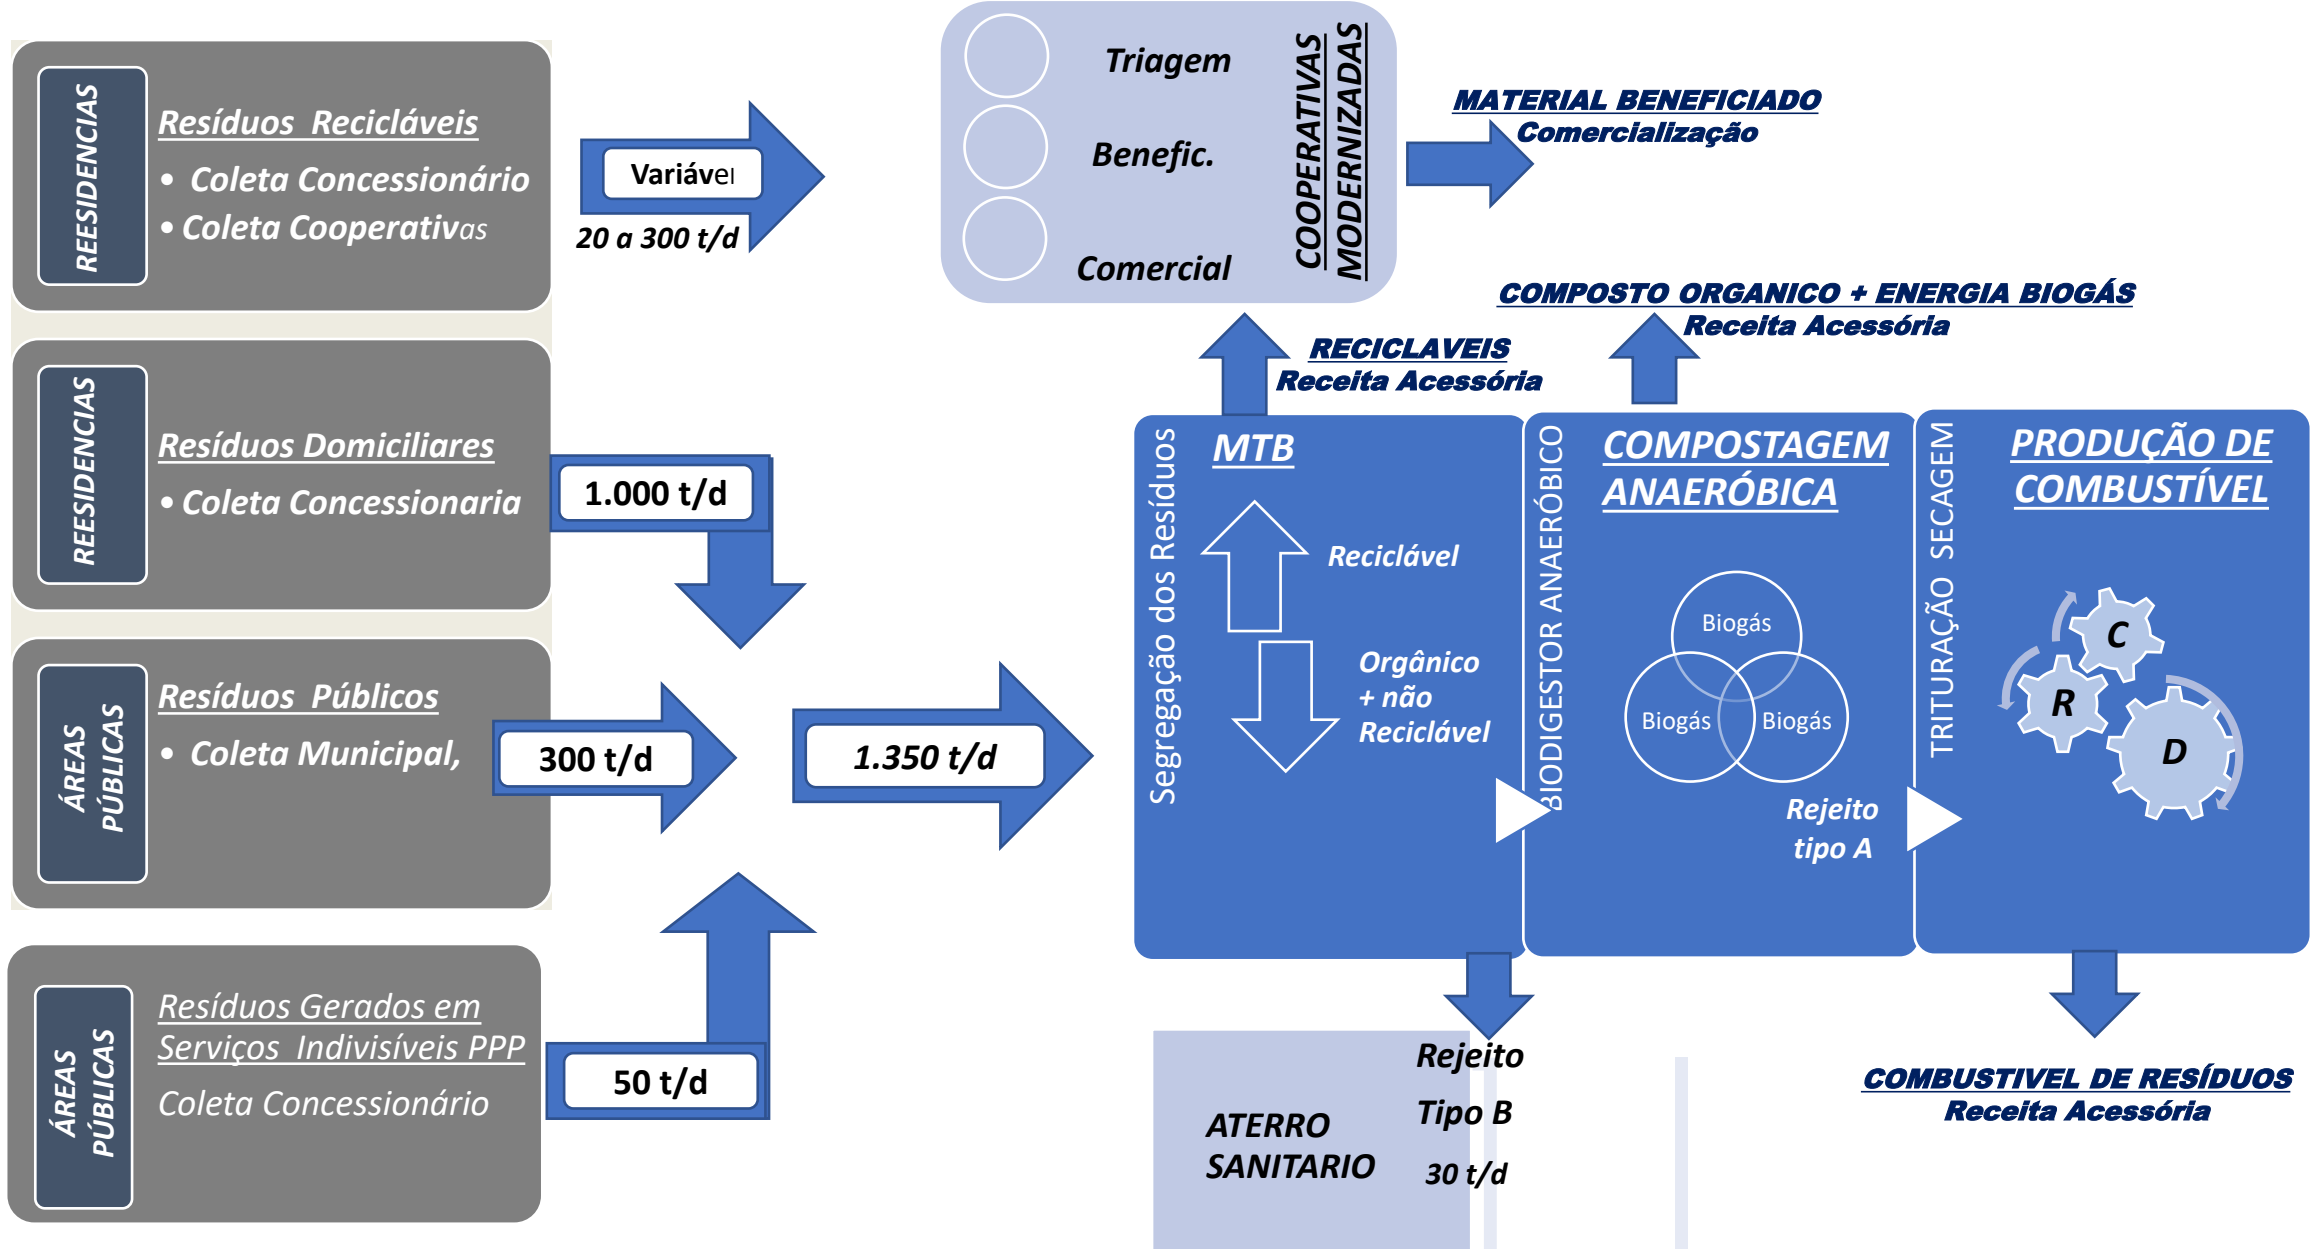 REESIDENCIAS
Resíduos Recicláveis
• Coleta Concessionário
• Coleta Cooperativas
Variável
20 a 300 t/d
Triagem
Benefic.
Comercial
COOPERATIVAS
MODERNIZADAS
MATERIAL BENEFICIADO
Comercialização
REESIDENCIAS
Resíduos Domiciliares
• Coleta Concessionaria
1.000 t/d
ÁREAS
PÚBLICAS
Resíduos Públicos
• Coleta Municipal,
300 t/d
1.350 t/d
ÁREAS
PÚBLICAS
Resíduos Gerados em
Serviços Indivisíveis PPP
Coleta Concessionário
50 t/d
RECICLAVEIS
Receita Acessória
COMPOSTO ORGANICO + ENERGIA BIOGÁS
Receita Acessória
Segregação dos Resíduos
MTB
Reciclável
Orgânico
+ não
Reciclável
BIODIGESTOR ANAERÓBICO
COMPOSTAGEM
ANAERÓBICA
Biogás
Biogás
Biogás
Rejeito
tipo A
TRITURAÇÃO SECAGEM
PRODUÇÃO DE
COMBUSTÍVEL
C
R
D
ATERRO
SANITARIO
Rejeito
Tipo B
30 t/d
COMBUSTIVEL DE RESÍDUOS
Receita Acessória